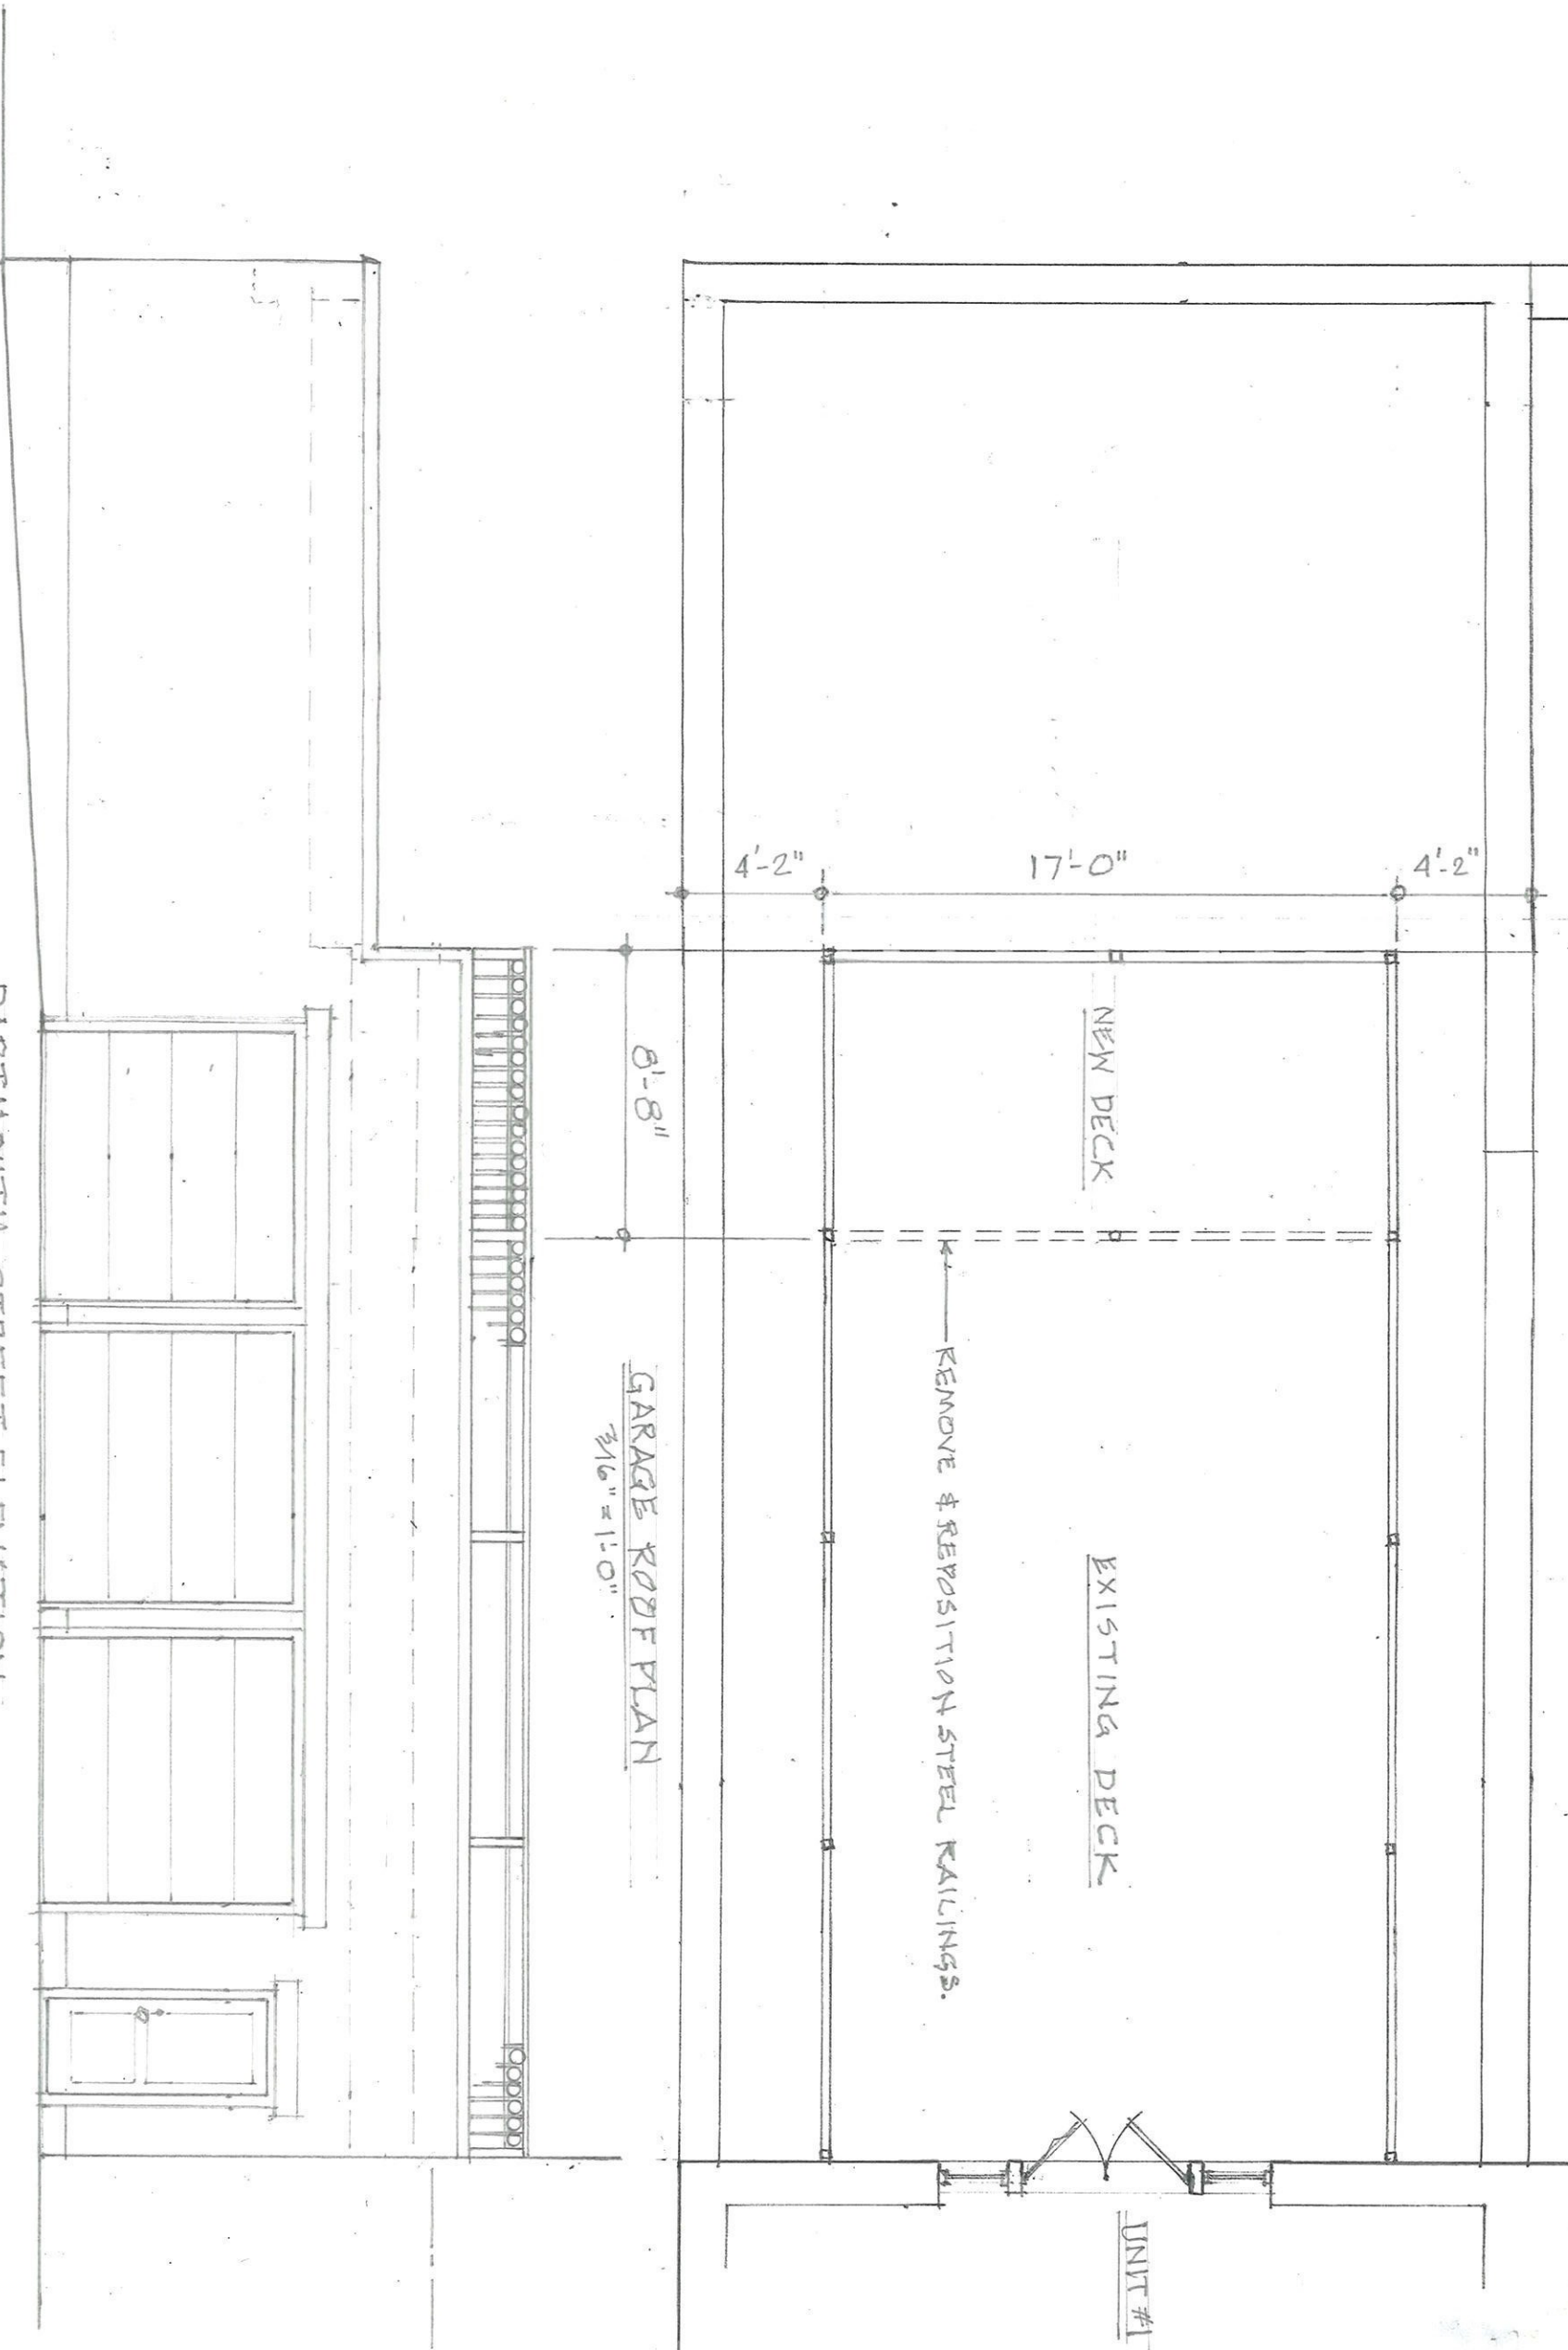 4'-2"
17'-0"
4'-2"
8'-8"
NEW DECK
REMOVE & REPOSITION STEEL RAILINGS.
EXISTING DECK
UNIT #1
GARAGE ROOF PLAN
3/16" = 1'-0"